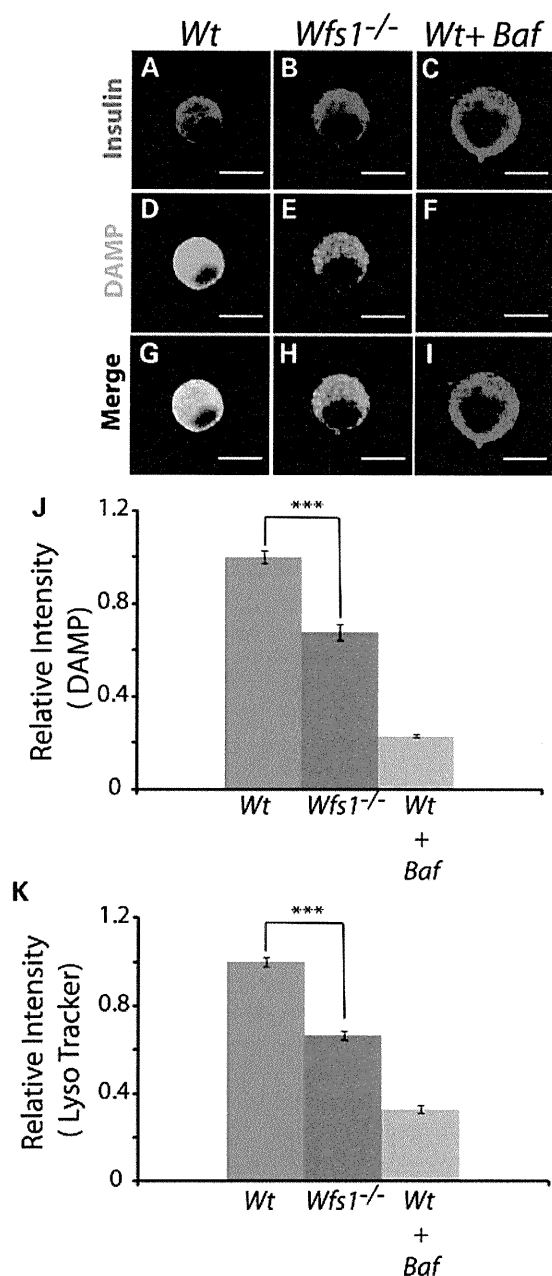 Wt Wfs1-/- Wt+ Baf
Insulin
A B C
DAMP
D E F
Merge
G H I
J
Relative Intensity
( DAMP)
1.2
0.8
0.4
0
***
Wt Wfs1-/- Wt
+
Baf
K
Relative Intensity
( Lyso Tracker)
1.2
0.8
0.4
0
***
Wt Wfs1-/- Wt
+
Baf